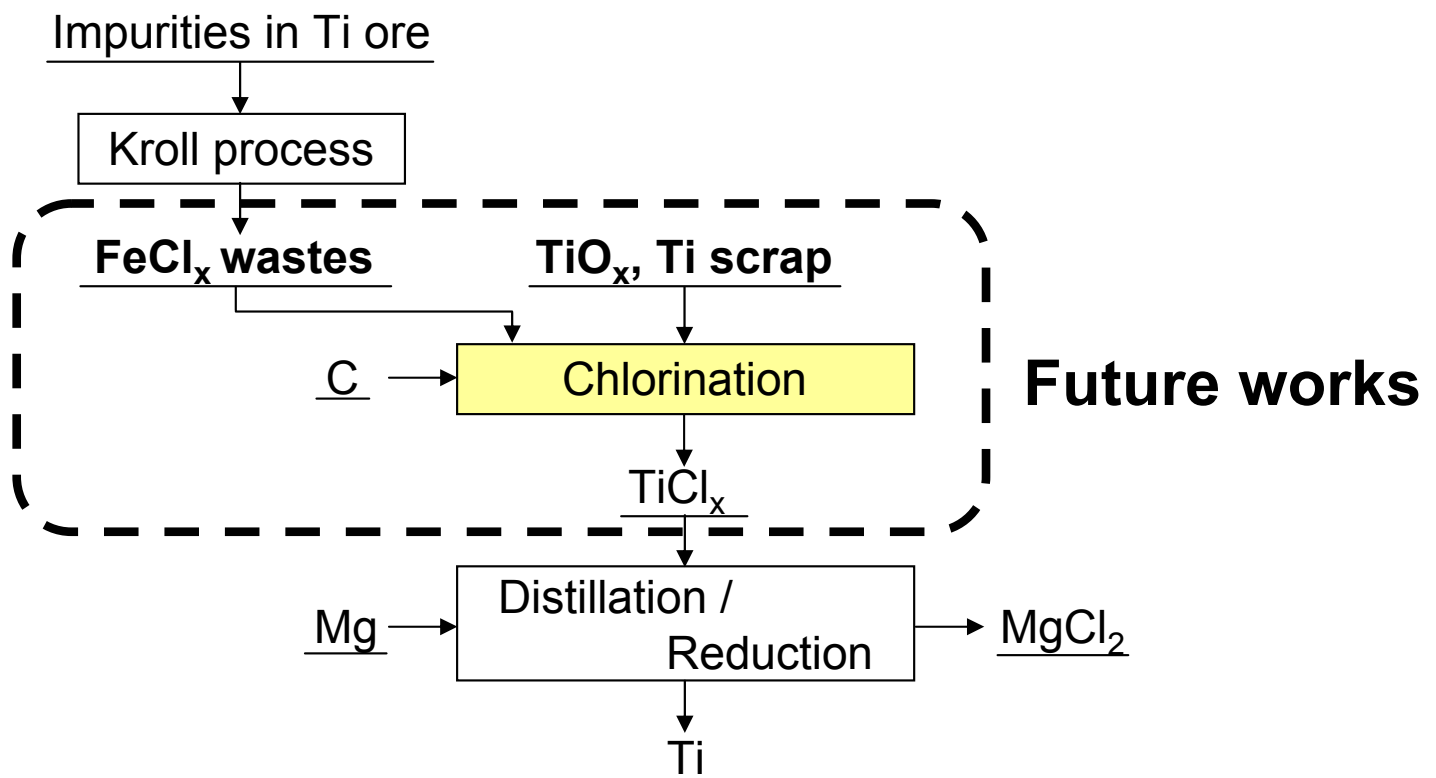 Impurities in Ti ore
Kroll process
FeClₓ wastes
TiOₓ, Ti scrap
C
Chlorination
Future works
TiClₓ
Mg
Distillation /
Reduction
MgCl₂
Ti